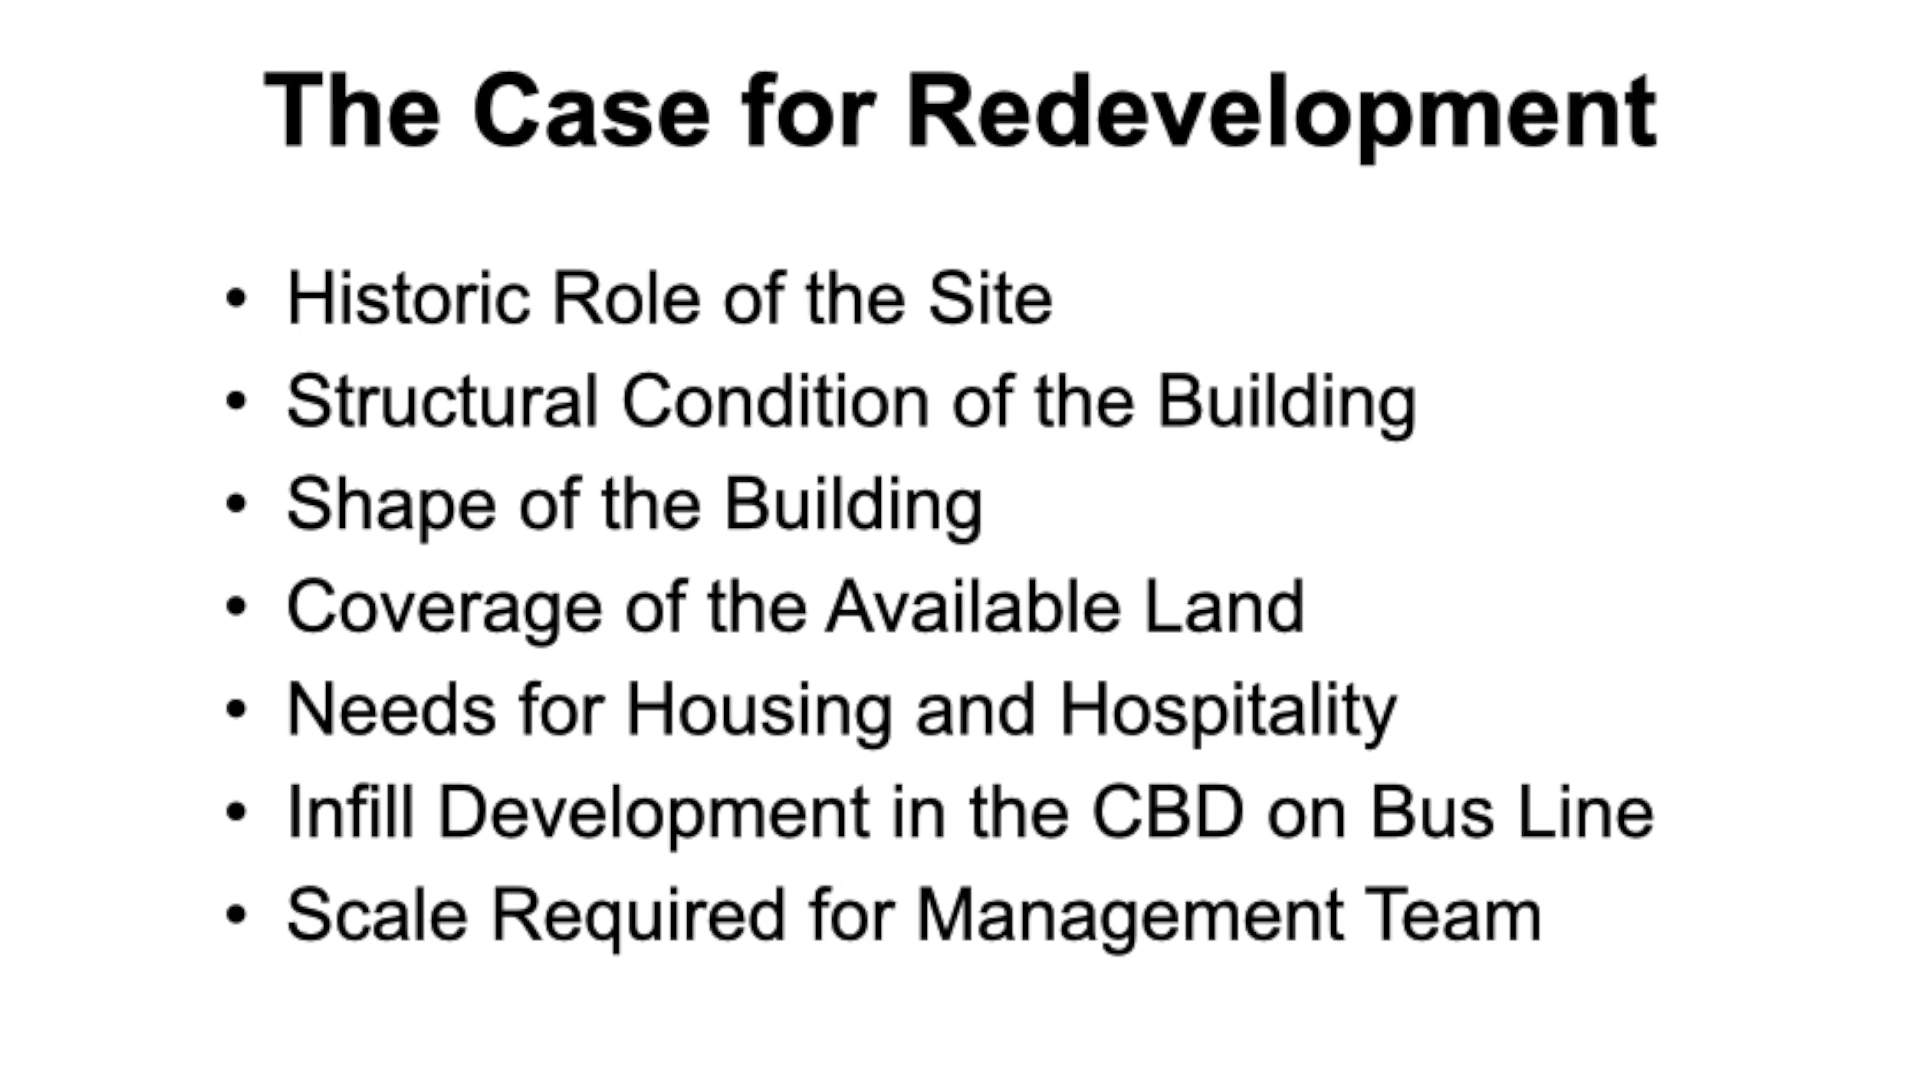 The Case for Redevelopment
• Historic Role of the Site
• Structural Condition of the Building
• Shape of the Building
• Coverage of the Available Land
• Needs for Housing and Hospitality
• Infill Development in the CBD on Bus Line
• Scale Required for Management Team